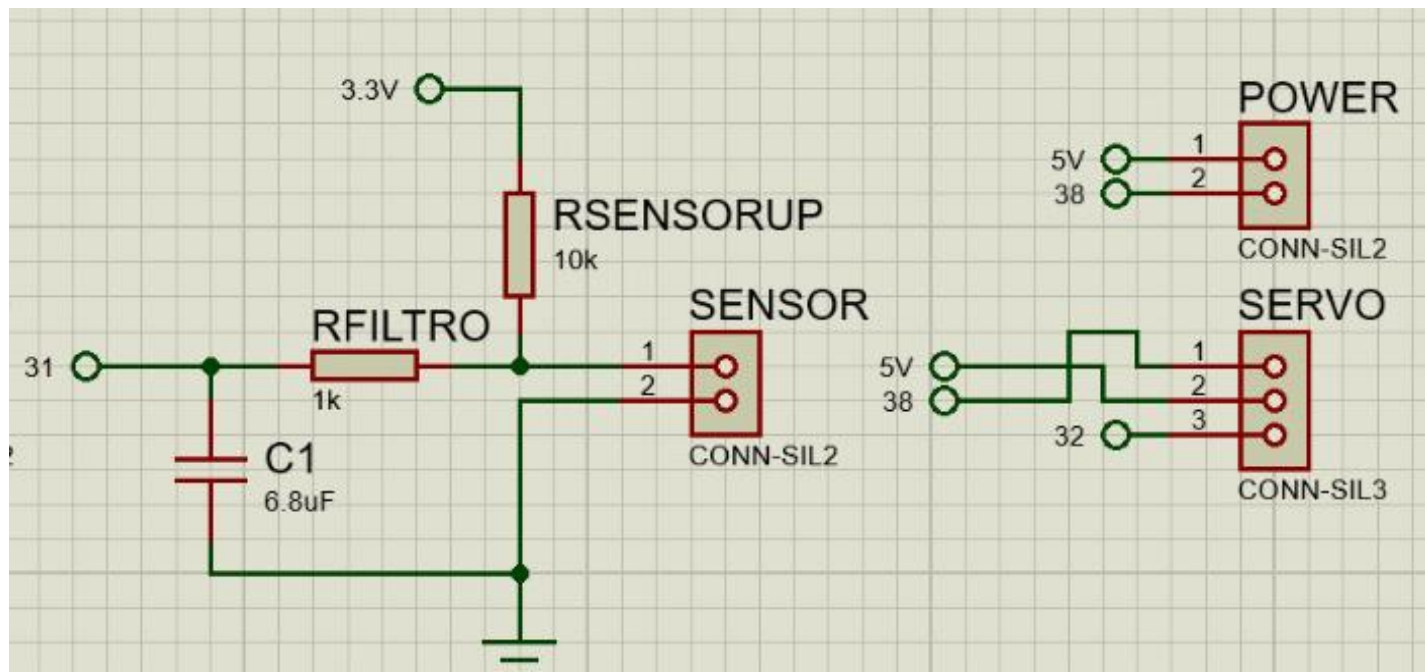 3.3V
RSENSORUP
10k
RFILTRO
1k
31
C1
6.8uF
SENSOR
1
2
CONN-SIL2
POWER
5V
38
1
2
CONN-SIL2
SERVO
5V
38
32
1
2
3
CONN-SIL3